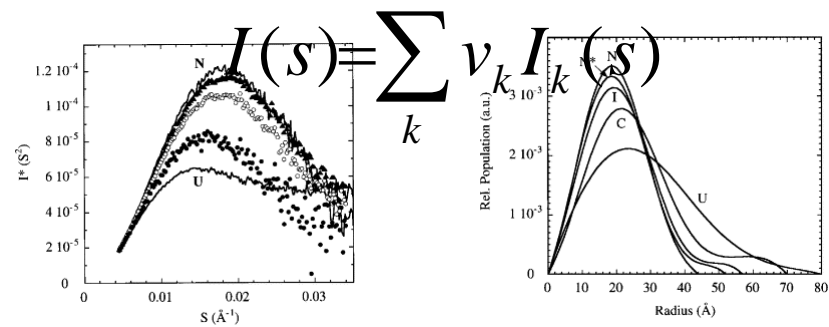 I(s)=∑ v_k I_k(s)
k
1.2 10⁻⁴
1 10⁻⁴
8 10⁻⁵
6 10⁻⁵
4 10⁻⁵
2 10⁻⁵
0
I* (S²)
N
U
0 0.01 0.02 0.03
S (Å⁻¹)
3 10⁻³
2 10⁻³
1 10⁻³
0
Rel. Population (a.u.)
N* N
I
C
U
0 10 20 30 40 50 60 70 80
Radius (Å)